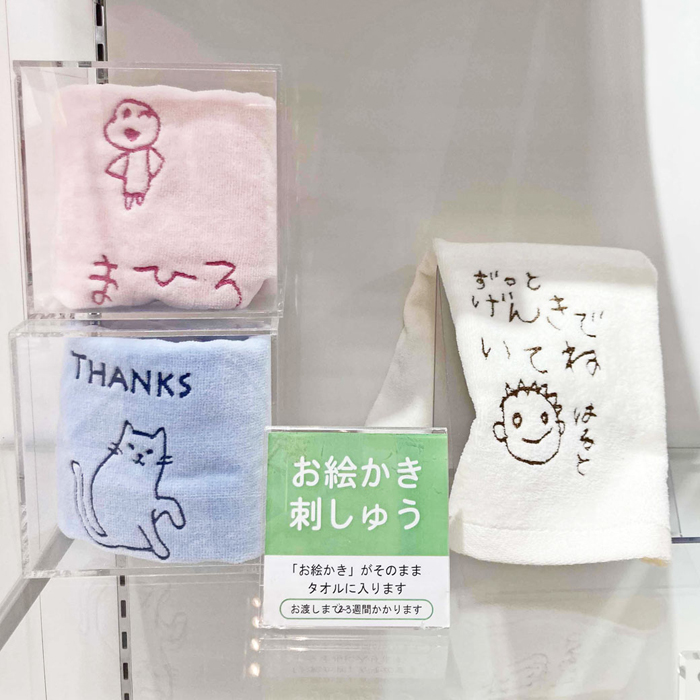 まひろ
THANKS
ずっと
げんきで
いてね
はると
お絵かき
刺しゅう
「お絵かき」がそのまま
タオルに入ります
お渡しまで2-3週間かかります